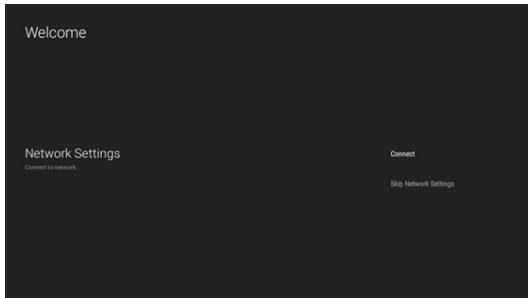 Welcome
Network Settings
Connect to network.
Connect
Skip Network Settings